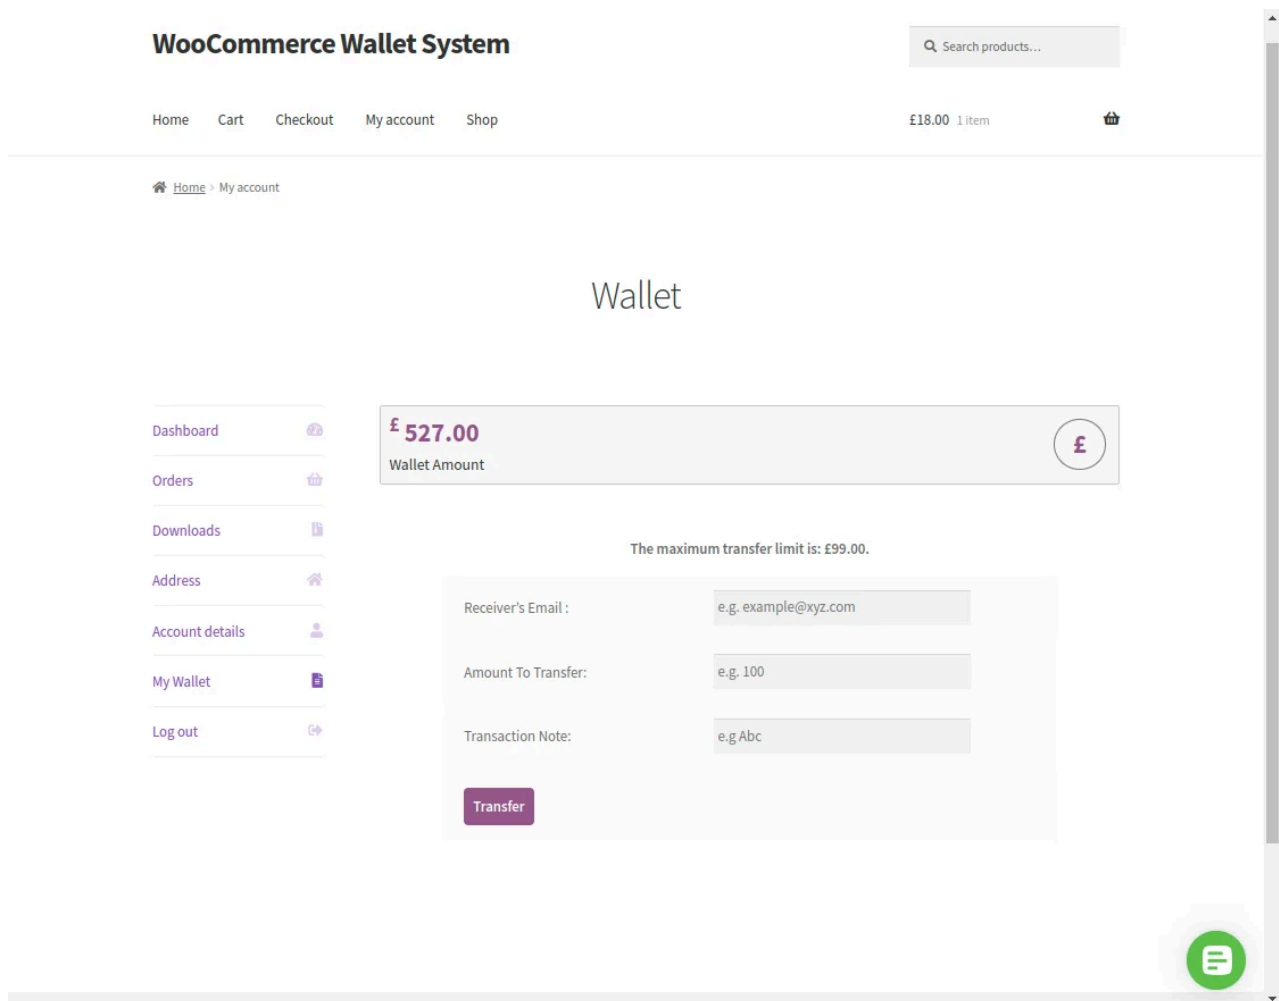 WooCommerce Wallet System
Search products...
Home Cart Checkout My account Shop
£18.00 1 item
Home › My account
Wallet
Dashboard
Orders
Downloads
Address
Account details
My Wallet
Log out
£ 527.00
Wallet Amount
£
The maximum transfer limit is: £99.00.
Receiver's Email : e.g. example@xyz.com
Amount To Transfer: e.g. 100
Transaction Note: e.g Abc
Transfer